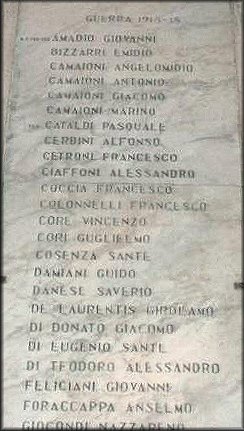 GUERRA 1915-18
AMADIO GIOVANNI
BIZZARRI EMIDIO
CAMAIONI ANGELOMIDIO
CAMAIONI ANTONIO
CAMAIONI GIACOMO
CAMAIONI MARINO
CATALDI PASQUALE
CERBINI ALFONSO
CETRONI FRANCESCO
CIAFFONI ALESSANDRO
COCCIA FRANCESCO
COLONNELLI FRANCESCO
CORE VINCENZO
CORI GUGLIELMO
COSENZA SANTE
DAMIANI GUIDO
DANESE SAVERIO
DE LAURENTIS GIROLAMO
DI DONATO GIACOMO
DI EUGENIO SANTE
DI TEODORO ALESSANDRO
FELICIANI GIOVANNI
FORACCAPPA ANSELMO
GIOCONDI NAZZARENO